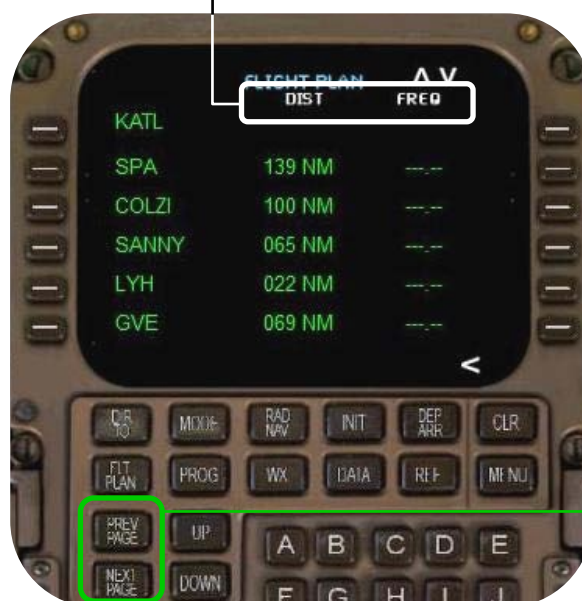 FLIGHT PLAN
DIST FREQ
KATL
SPA 139 NM ---.--
COLZI 100 NM ---.--
SANNY 065 NM ---.--
LYH 022 NM ---.--
GVE 069 NM ---.--
<
DIR TO MODE RAD NAV INIT DEP ARR CLR
FLT PLAN PROG WX DATA REF MENU
PREV PAGE UP
A B C D E
NEXT PAGE DOWN
F G H I J